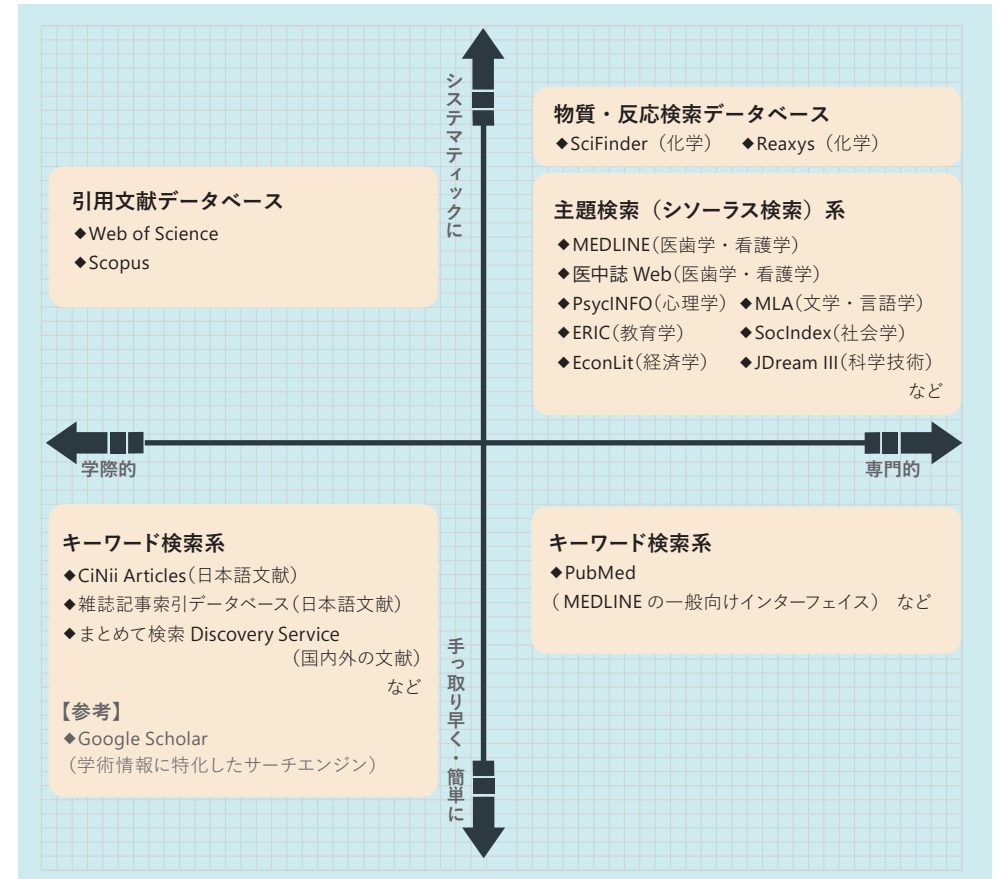 システマティックに
物質・反応検索データベース
◆SciFinder（化学） ◆Reaxys（化学）
引用文献データベース
◆Web of Science
◆Scopus
主題検索（シソーラス検索）系
◆MEDLINE(医歯学・看護学)
◆医中誌 Web(医歯学・看護学)
◆PsycINFO(心理学) ◆MLA(文学・言語学)
◆ERIC(教育学) ◆SocIndex(社会学)
◆EconLit(経済学) ◆JDream III(科学技術)
など
学際的
専門的
キーワード検索系
◆CiNii Articles(日本語文献)
◆雑誌記事索引データベース(日本語文献)
◆まとめて検索 Discovery Service
(国内外の文献)
など
【参考】
◆Google Scholar
(学術情報に特化したサーチエンジン)
キーワード検索系
◆PubMed
( MEDLINE の一般向けインターフェイス) など
手っ取り早く・簡単に